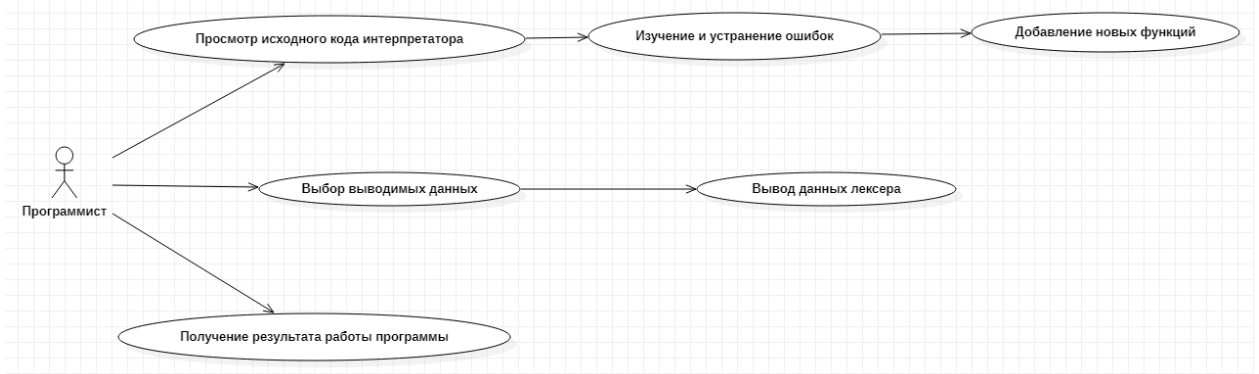 Просмотр исходного кода интерпретатора
Изучение и устранение ошибок
Добавление новых функций
Программист
Выбор выводимых данных
Вывод данных лексера
Получение результата работы программы